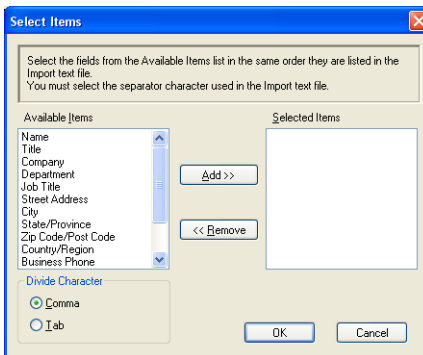 Select Items
Select the fields from the Available Items list in the same order they are listed in the
Import text file.
You must select the separator character used in the Import text file.
Available Items
Selected Items
Name
Title
Company
Department
Job Title
Street Address
City
State/Province
Zip Code/Post Code
Country/Region
Business Phone
Add >>
<< Remove
Divide Character
Comma
Tab
OK
Cancel